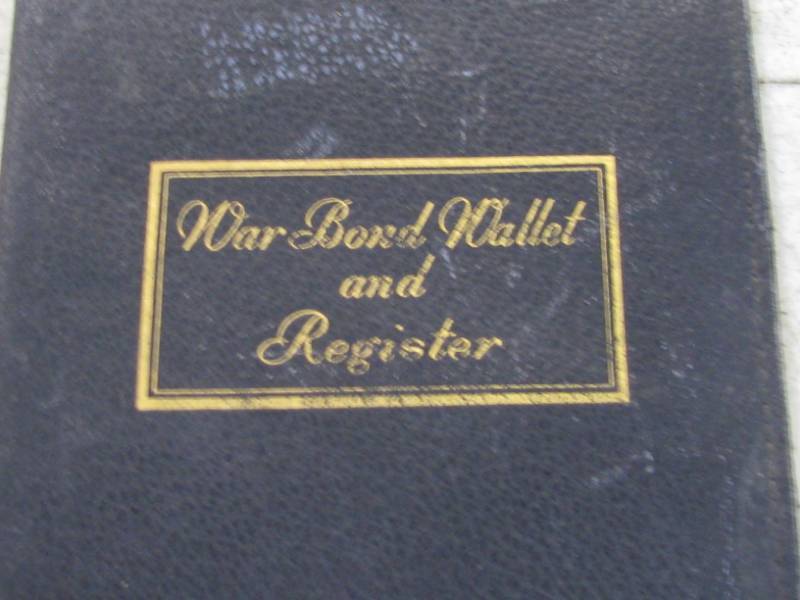 War Bond Wallet
and
Register